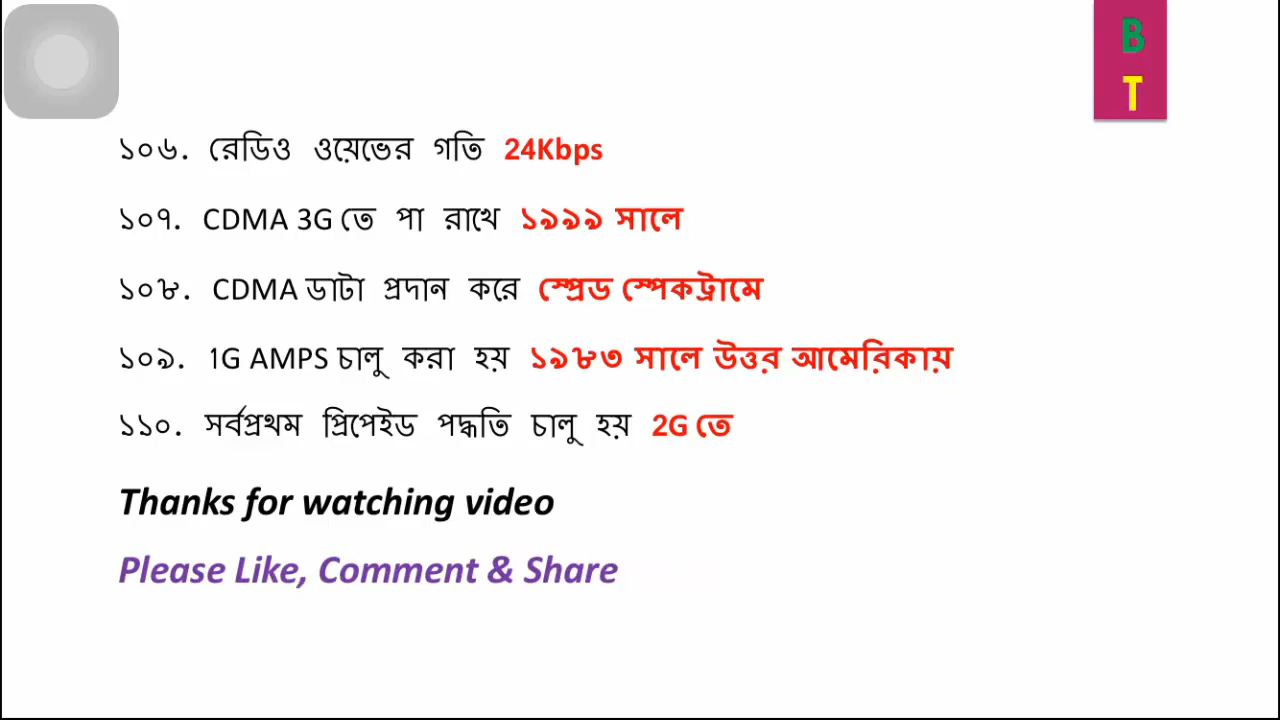 B
T
১০৬. রেডিও ওয়েভের গতি 24Kbps
১০৭. CDMA 3G তে পা রাখে ১৯৯৯ সালে
১০৮. CDMA ডাটা প্রদান করে স্প্রেড স্পেকট্রামে
১০৯. 1G AMPS চালু করা হয় ১৯৮৩ সালে উত্তর আমেরিকায়
১১০. সর্বপ্রথম প্রিপেইড পদ্ধতি চালু হয় 2G তে
Thanks for watching video
Please Like, Comment & Share